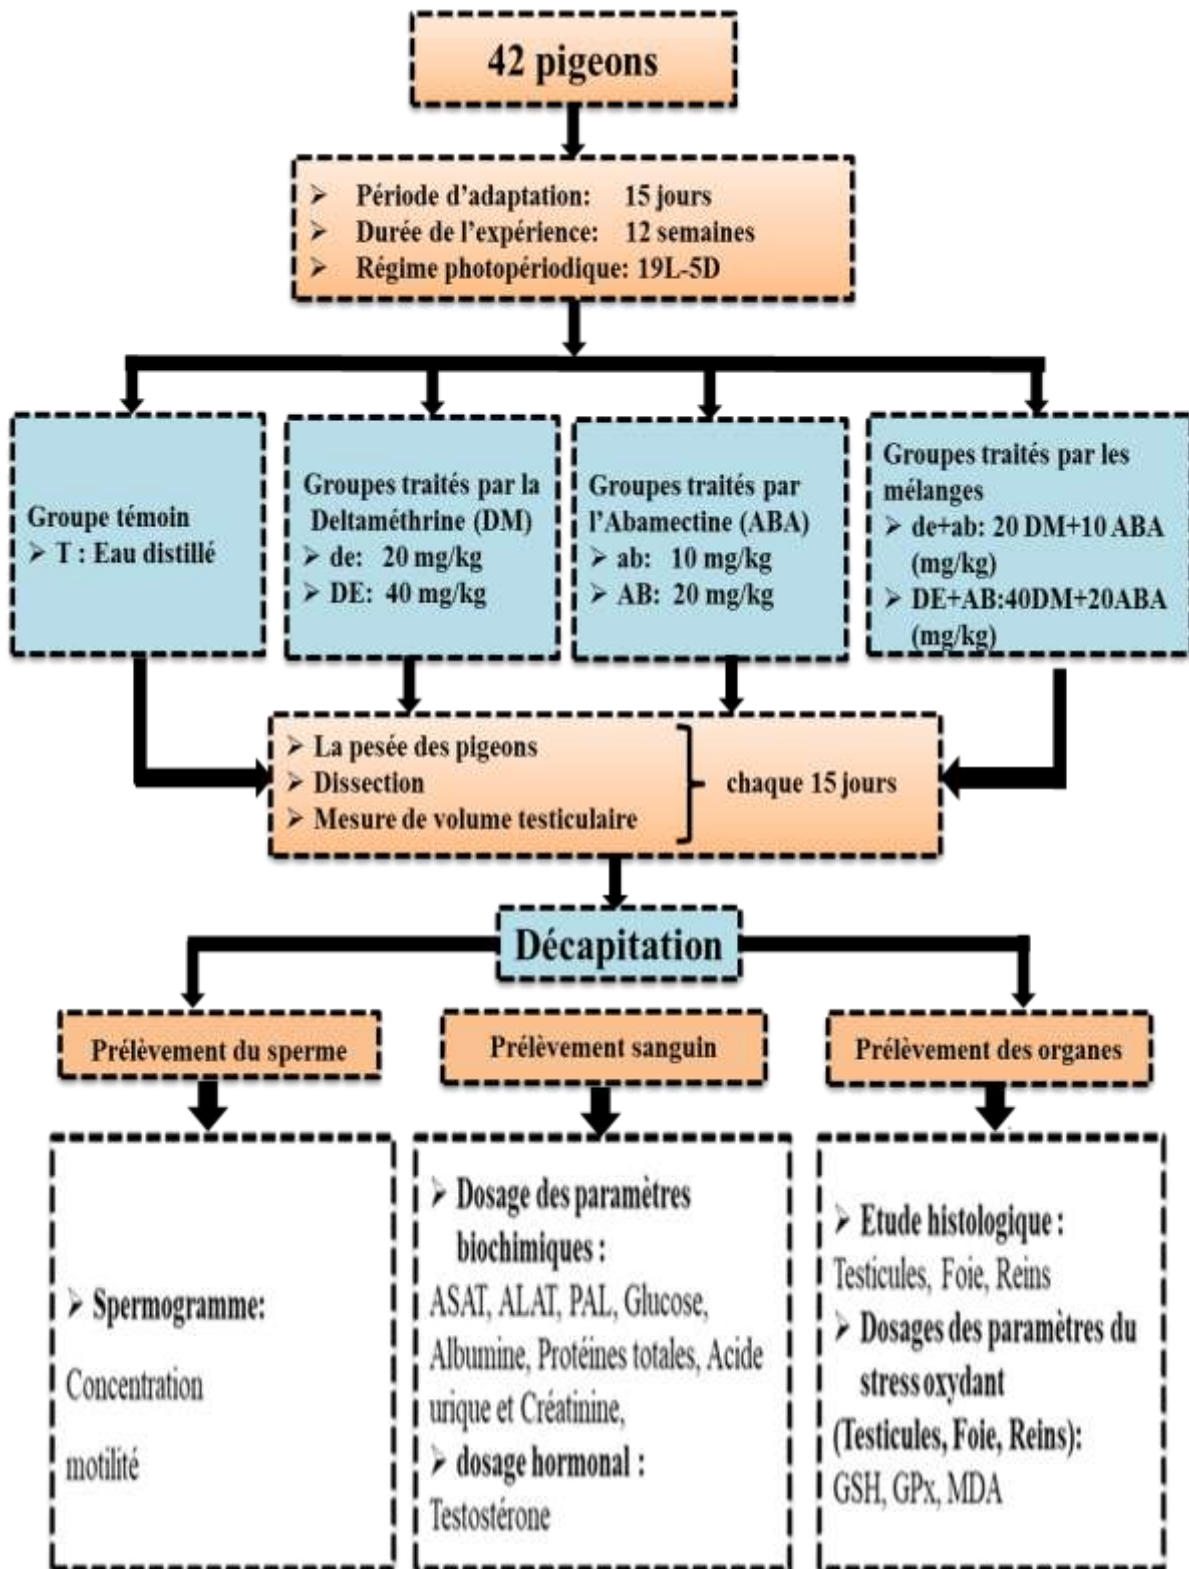 42 pigeons
➢ Période d’adaptation: 15 jours
➢ Durée de l’expérience: 12 semaines
➢ Régime photopériodique: 19L-5D
Groupe témoin
➢ T : Eau distillé
Groupes traités par la
Deltaméthrine (DM)
➢ de: 20 mg/kg
➢ DE: 40 mg/kg
Groupes traités par
l’Abamectine (ABA)
➢ ab: 10 mg/kg
➢ AB: 20 mg/kg
Groupes traités par les
mélanges
➢ de+ab: 20 DM+10 ABA
(mg/kg)
➢ DE+AB:40DM+20ABA
(mg/kg)
➢ La pesée des pigeons
➢ Dissection
➢ Mesure de volume testiculaire
chaque 15 jours
Décapitation
Prélèvement du sperme
Prélèvement sanguin
Prélèvement des organes
➢ Spermogramme:
Concentration
motilité
➢ Dosage des paramètres
biochimiques :
ASAT, ALAT, PAL, Glucose,
Albumine, Protéines totales, Acide
urique et Créatinine,
➢ dosage hormonal :
Testostérone
➢ Etude histologique :
Testicules, Foie, Reins
➢ Dosages des paramètres du
stress oxydant
(Testicules, Foie, Reins):
GSH, GPx, MDA